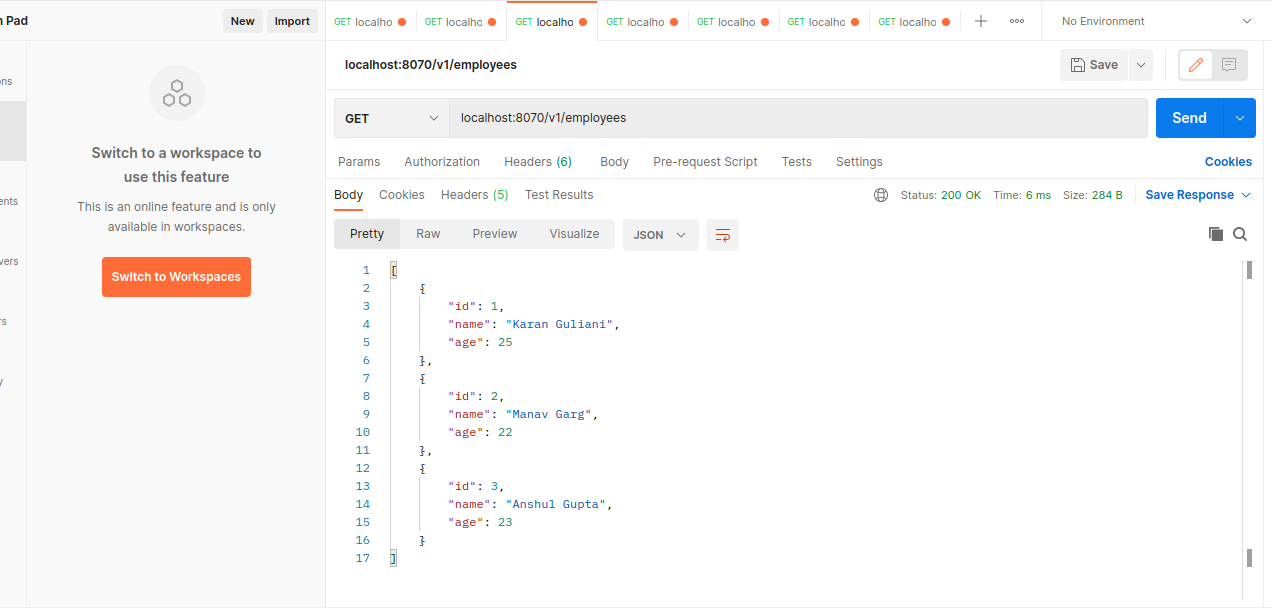 n Pad
New Import
GET localho GET localho GET localho GET localho GET localho GET localho GET localho
No Environment
ons
ents
vers
rs
y
Switch to a workspace to
use this feature
This is an online feature and is only
available in workspaces.
Switch to Workspaces
localhost:8070/v1/employees
Save
GET localhost:8070/v1/employees Send
Params Authorization Headers (6) Body Pre-request Script Tests Settings Cookies
Body Cookies Headers (5) Test Results Status: 200 OK Time: 6 ms Size: 284 B Save Response
Pretty Raw Preview Visualize JSON
1 [
2 {
3 "id": 1,
4 "name": "Karan Guliani",
5 "age": 25
6 },
7 {
8 "id": 2,
9 "name": "Manav Garg",
10 "age": 22
11 },
12 {
13 "id": 3,
14 "name": "Anshul Gupta",
15 "age": 23
16 }
17 ]